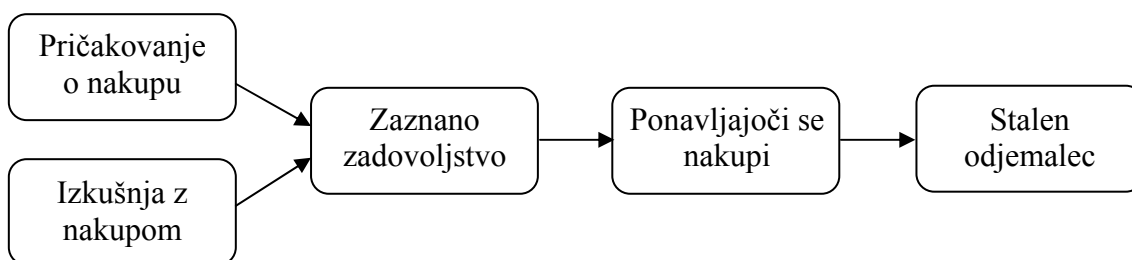 Pričakovanje
o nakupu
Izkušnja z
nakupom
Zaznano
zadovoljstvo
Ponavljajoči se
nakupi
Stalen
odjemalec